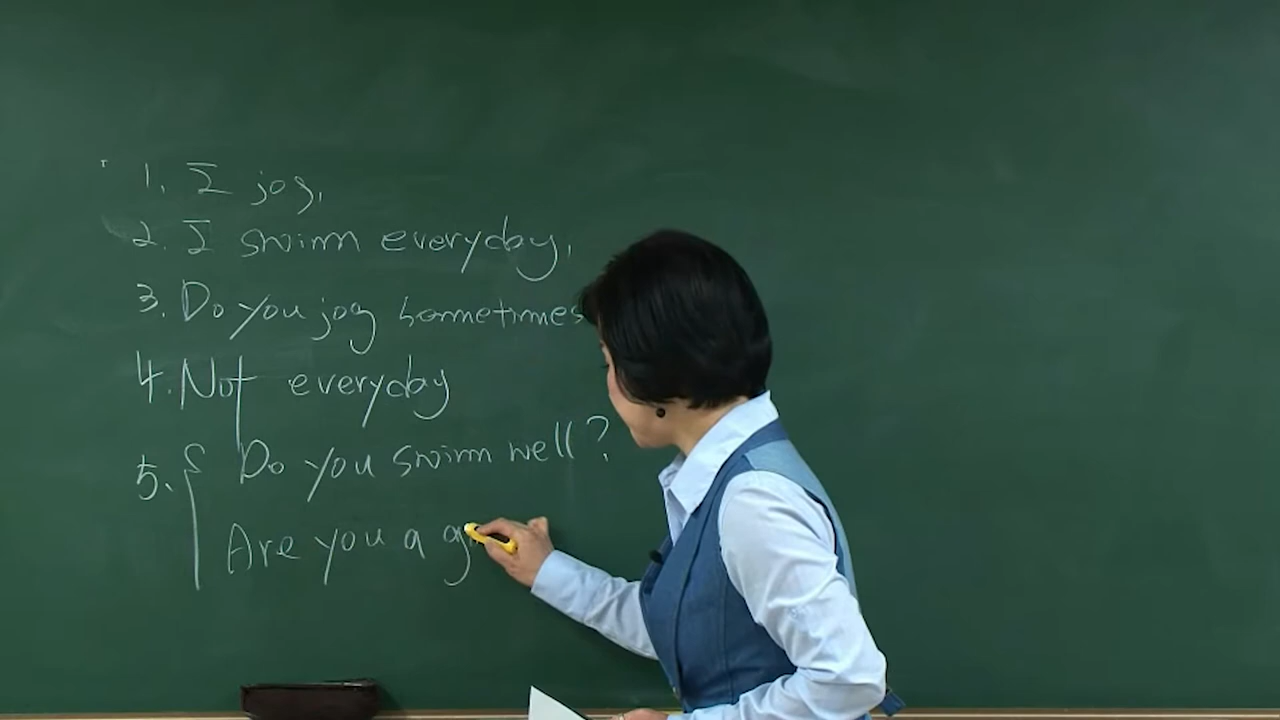 1. I jog.
2. I swim everyday.
3. Do you jog sometimes
4. Not everyday
5. Do you swim well?
Are you a g